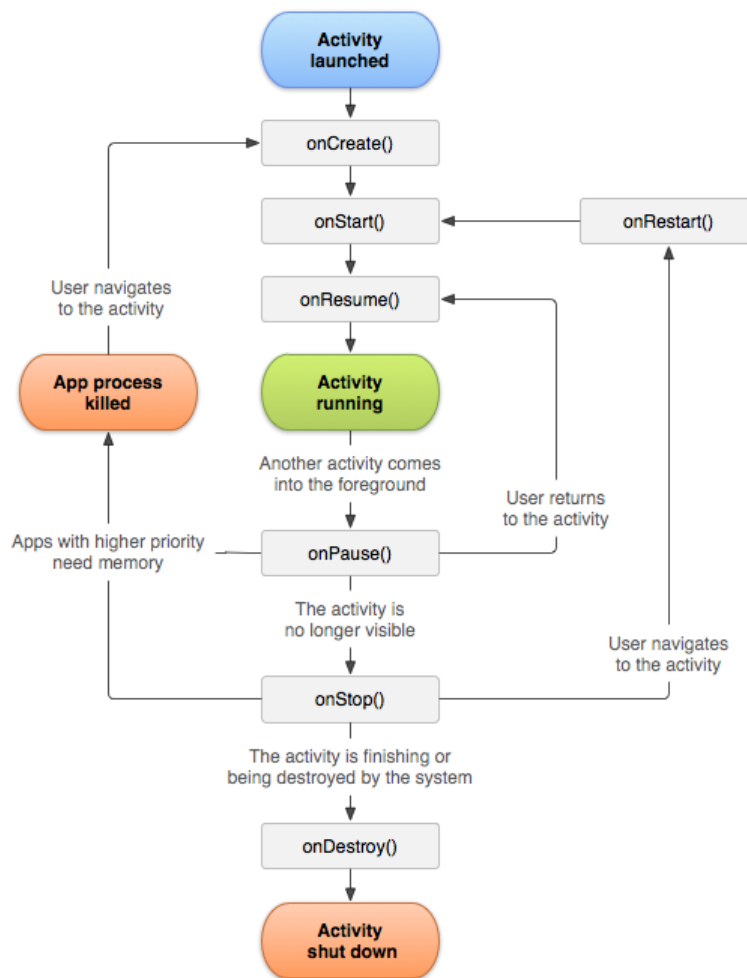 Activity
launched
onCreate()
onStart()
onRestart()
User navigates
to the activity
onResume()
App process
killed
Activity
running
Another activity comes
into the foreground
User returns
to the activity
Apps with higher priority
need memory
onPause()
The activity is
no longer visible
User navigates
to the activity
onStop()
The activity is finishing or
being destroyed by the system
onDestroy()
Activity
shut down